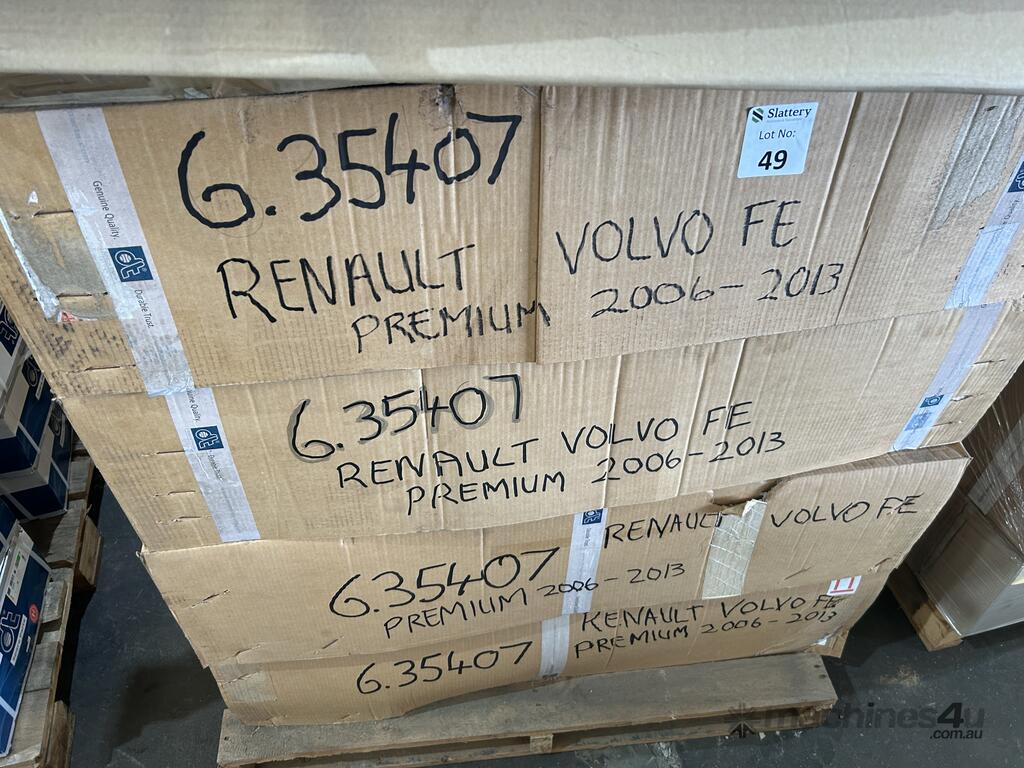 6.35407
RENAULT
PREMIUM
VOLVO FE
2006-2013
Slattery
Lot No:
49
Genuine Quality.
Durable Trust.
6.35407
RENAULT VOLVO FE
PREMIUM 2006-2013
6.35407
RENAULT VOLVO FE
PREMIUM 2006-2013
6.35407
RENAULT VOLVO FE
PREMIUM 2006-2013
machines4u
.com.au